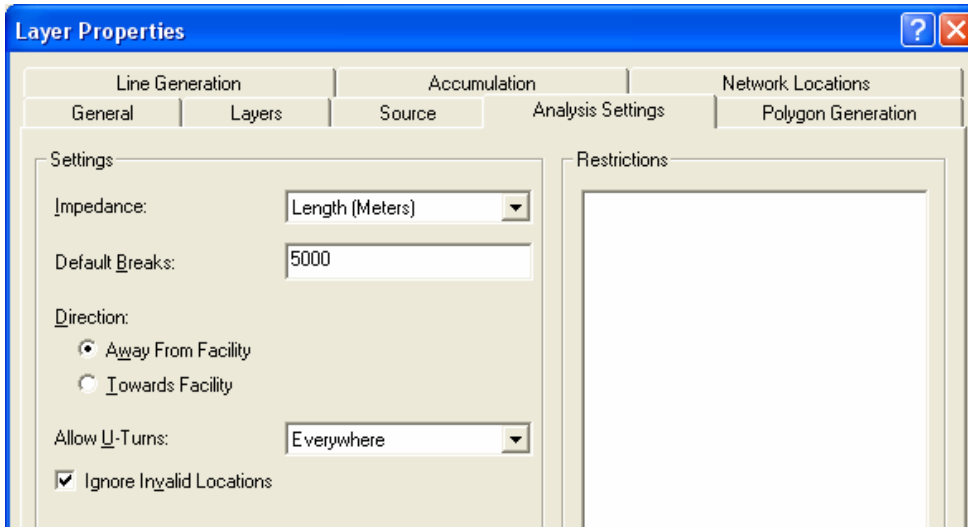 Layer Properties
Line Generation
Accumulation
Network Locations
General
Layers
Source
Analysis Settings
Polygon Generation
Settings
Impedance:
Length (Meters)
Default Breaks:
5000
Direction:
Away From Facility
Towards Facility
Allow U-Turns:
Everywhere
Ignore Invalid Locations
Restrictions